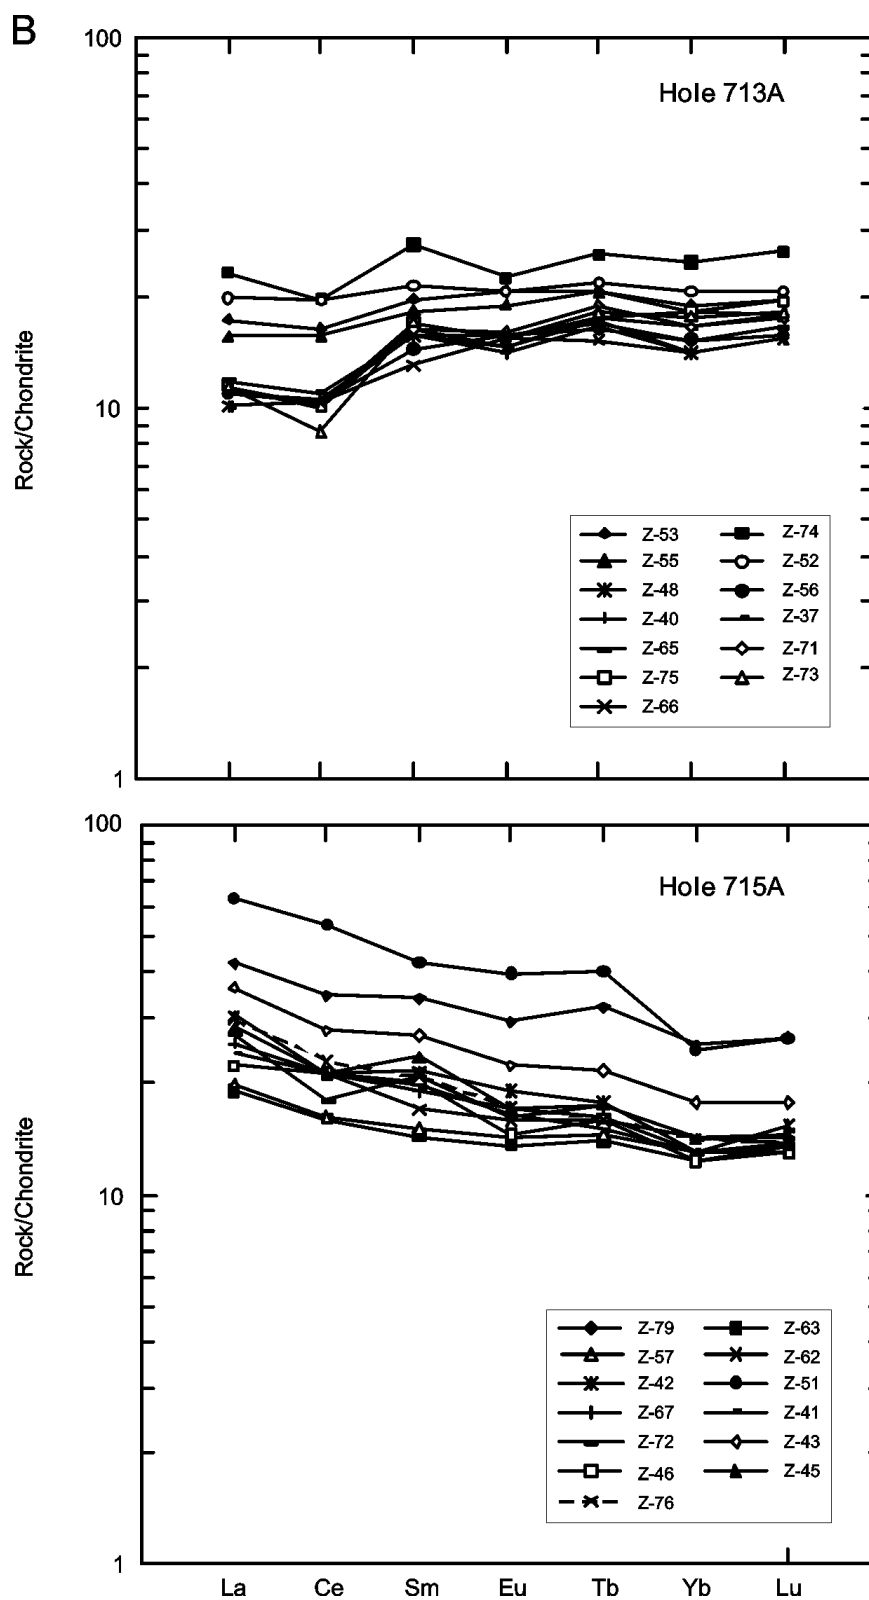 B
100
Hole 713A
10
Rock/Chondrite
Z-53 Z-74
Z-55 Z-52
Z-48 Z-56
Z-40 Z-37
Z-65 Z-71
Z-75 Z-73
Z-66
1
100
Hole 715A
10
Rock/Chondrite
Z-79 Z-63
Z-57 Z-62
Z-42 Z-51
Z-67 Z-41
Z-72 Z-43
Z-46 Z-45
Z-76
1
La Ce Sm Eu Tb Yb Lu